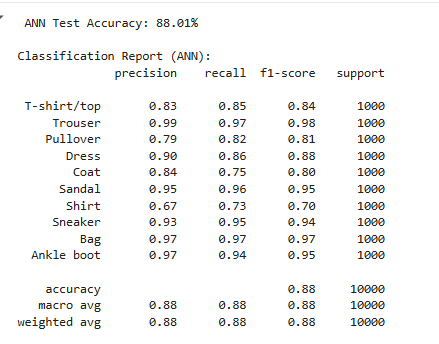 ANN Test Accuracy: 88.01%
Classification Report (ANN):
precision recall f1-score support
T-shirt/top 0.83 0.85 0.84 1000
Trouser 0.99 0.97 0.98 1000
Pullover 0.79 0.82 0.81 1000
Dress 0.90 0.86 0.88 1000
Coat 0.84 0.75 0.80 1000
Sandal 0.95 0.96 0.95 1000
Shirt 0.67 0.73 0.70 1000
Sneaker 0.93 0.95 0.94 1000
Bag 0.97 0.97 0.97 1000
Ankle boot 0.97 0.94 0.95 1000
accuracy 0.88 10000
macro avg 0.88 0.88 0.88 10000
weighted avg 0.88 0.88 0.88 10000